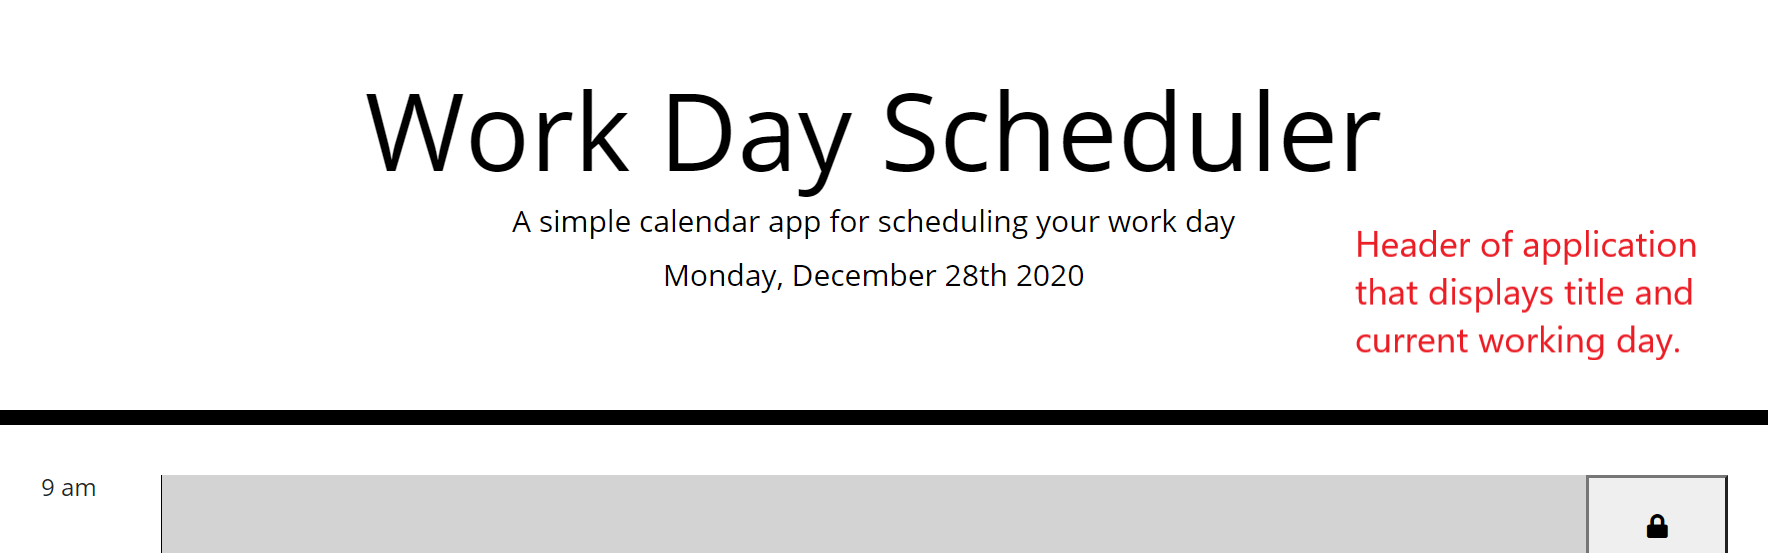 Work Day Scheduler
A simple calendar app for scheduling your work day
Monday, December 28th 2020
Header of application
that displays title and
current working day.
9 am